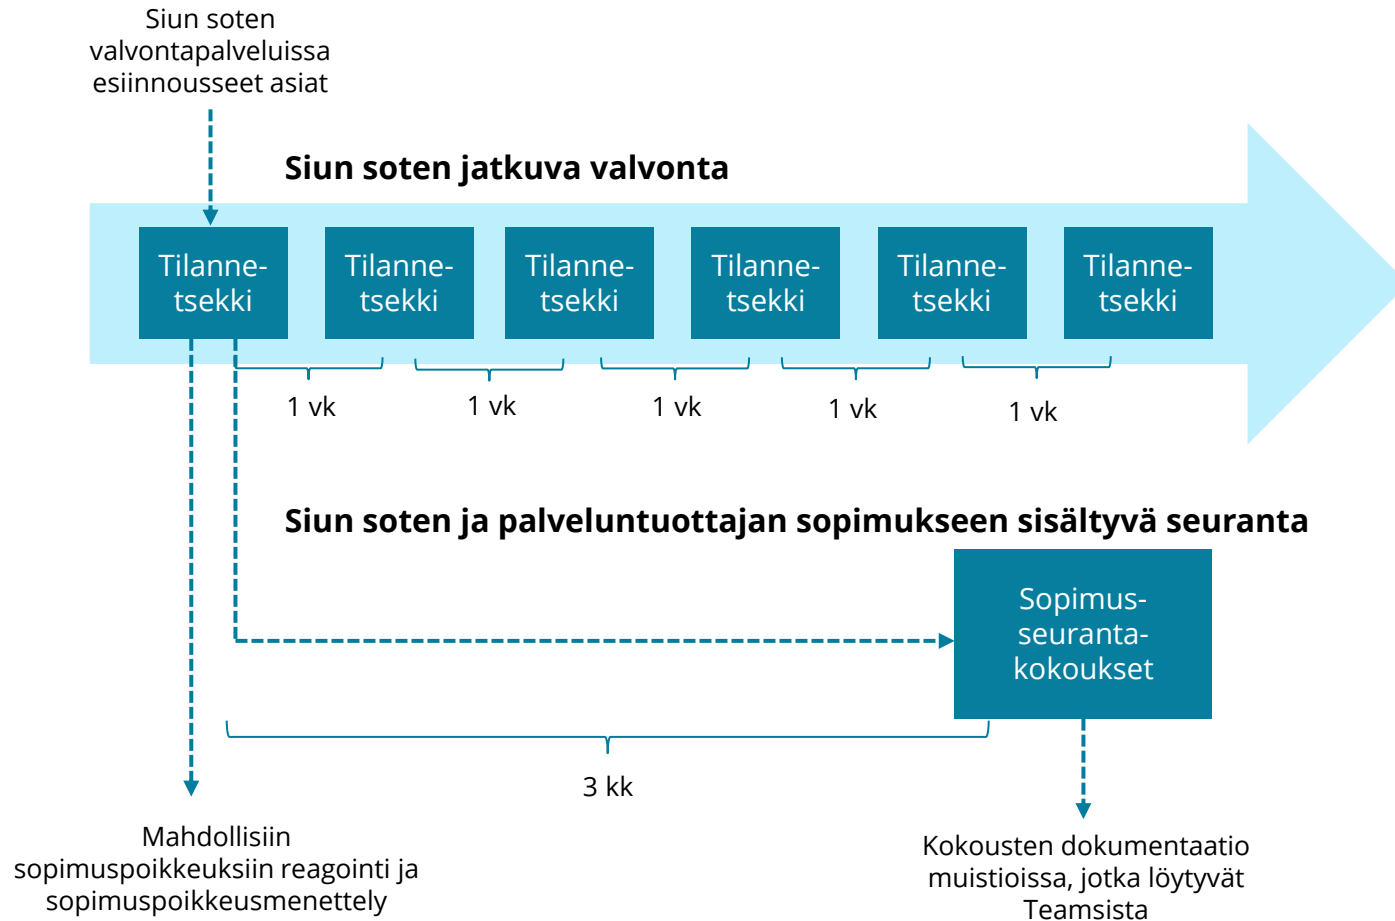 Siun soten
valvontapalveluissa
esiinnousseet asiat
Siun soten jatkuva valvonta
Tilanne-
tsekki
Tilanne-
tsekki
Tilanne-
tsekki
Tilanne-
tsekki
Tilanne-
tsekki
Tilanne-
tsekki
1 vk
1 vk
1 vk
1 vk
1 vk
Siun soten ja palveluntuottajan sopimukseen sisältyvä seuranta
Sopimus-
seuranta-
kokoukset
3 kk
Mahdollisiin
sopimuspoikkeuksiin reagointi ja
sopimuspoikkeusmenettely
Kokousten dokumentaatio
muistioissa, jotka löytyvät
Teamsista